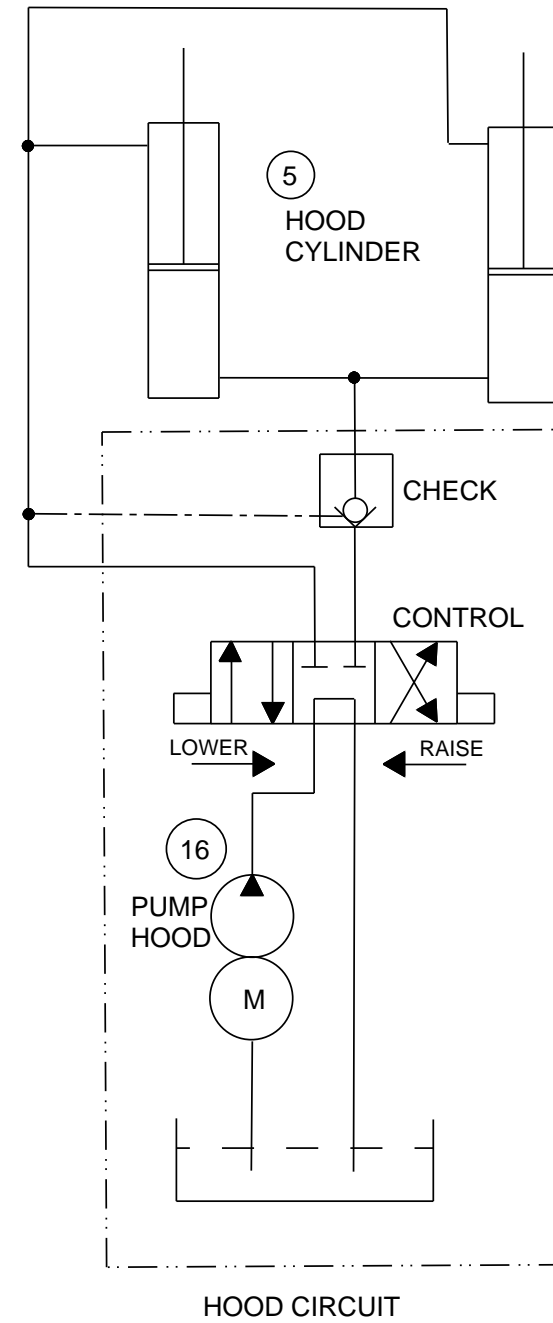 5
HOOD
CYLINDER
CHECK
CONTROL
LOWER
RAISE
16
PUMP
HOOD
M
HOOD CIRCUIT